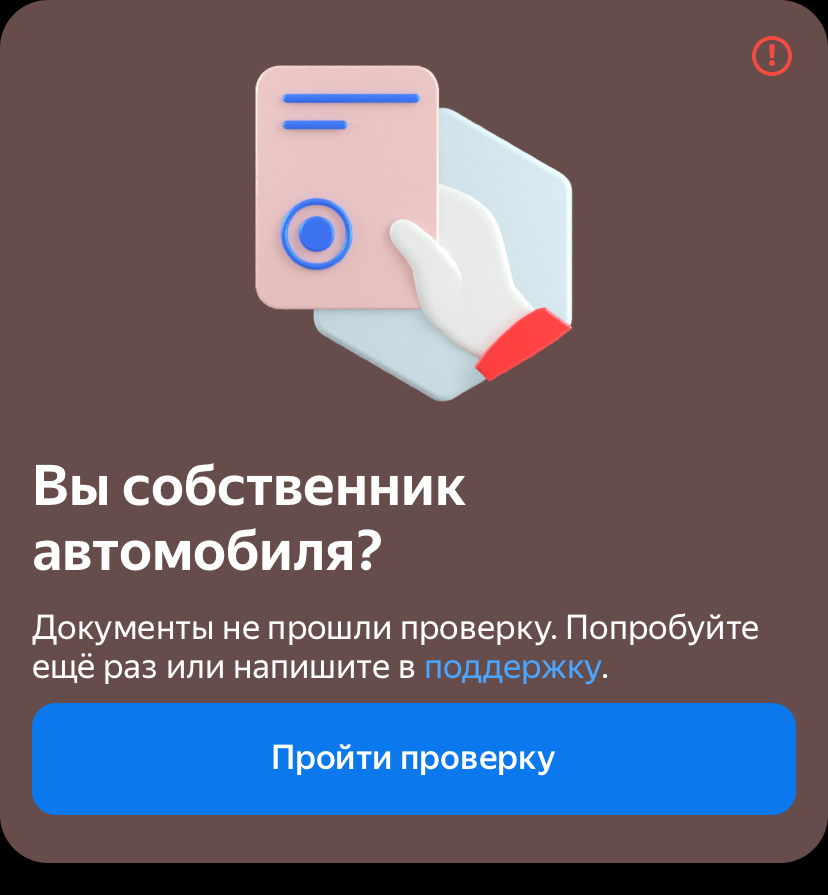 Вы собственник
автомобиля?
Документы не прошли проверку. Попробуйте
ещё раз или напишите в поддержку.
Пройти проверку